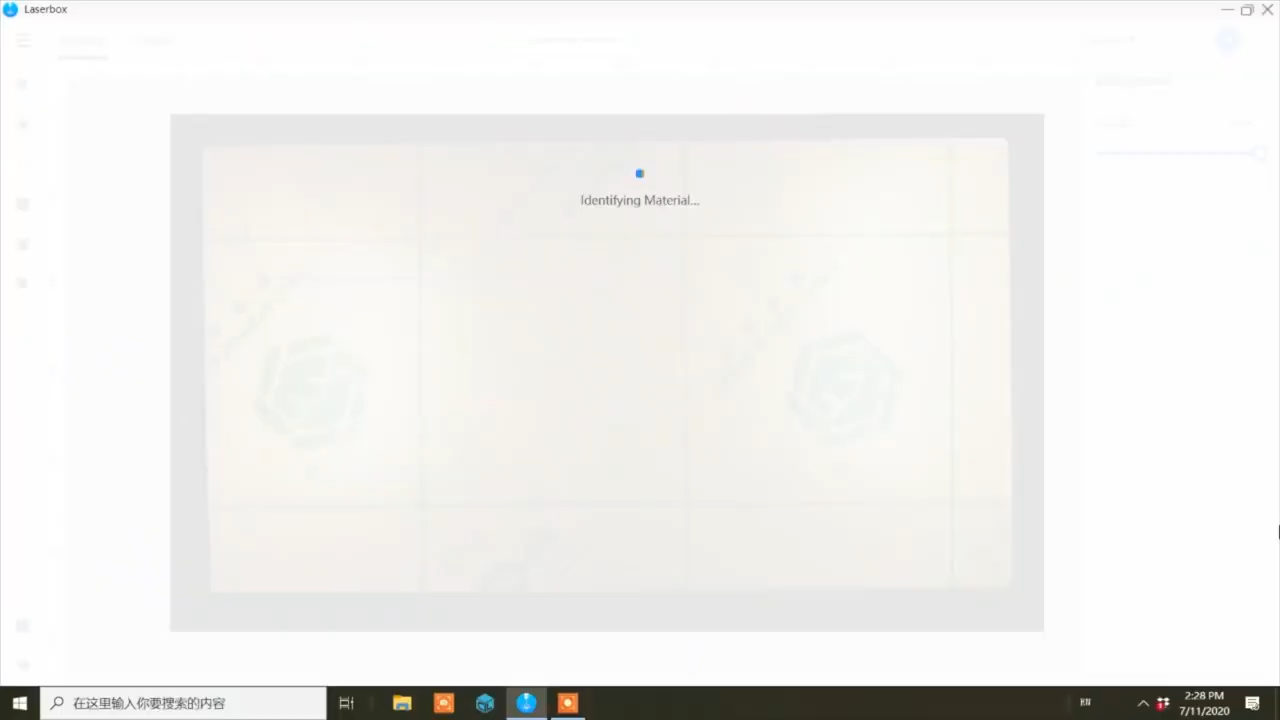 Laserbox
Identifying Material...
在这里输入你要搜索的内容
EN
2:28 PM
7/11/2020